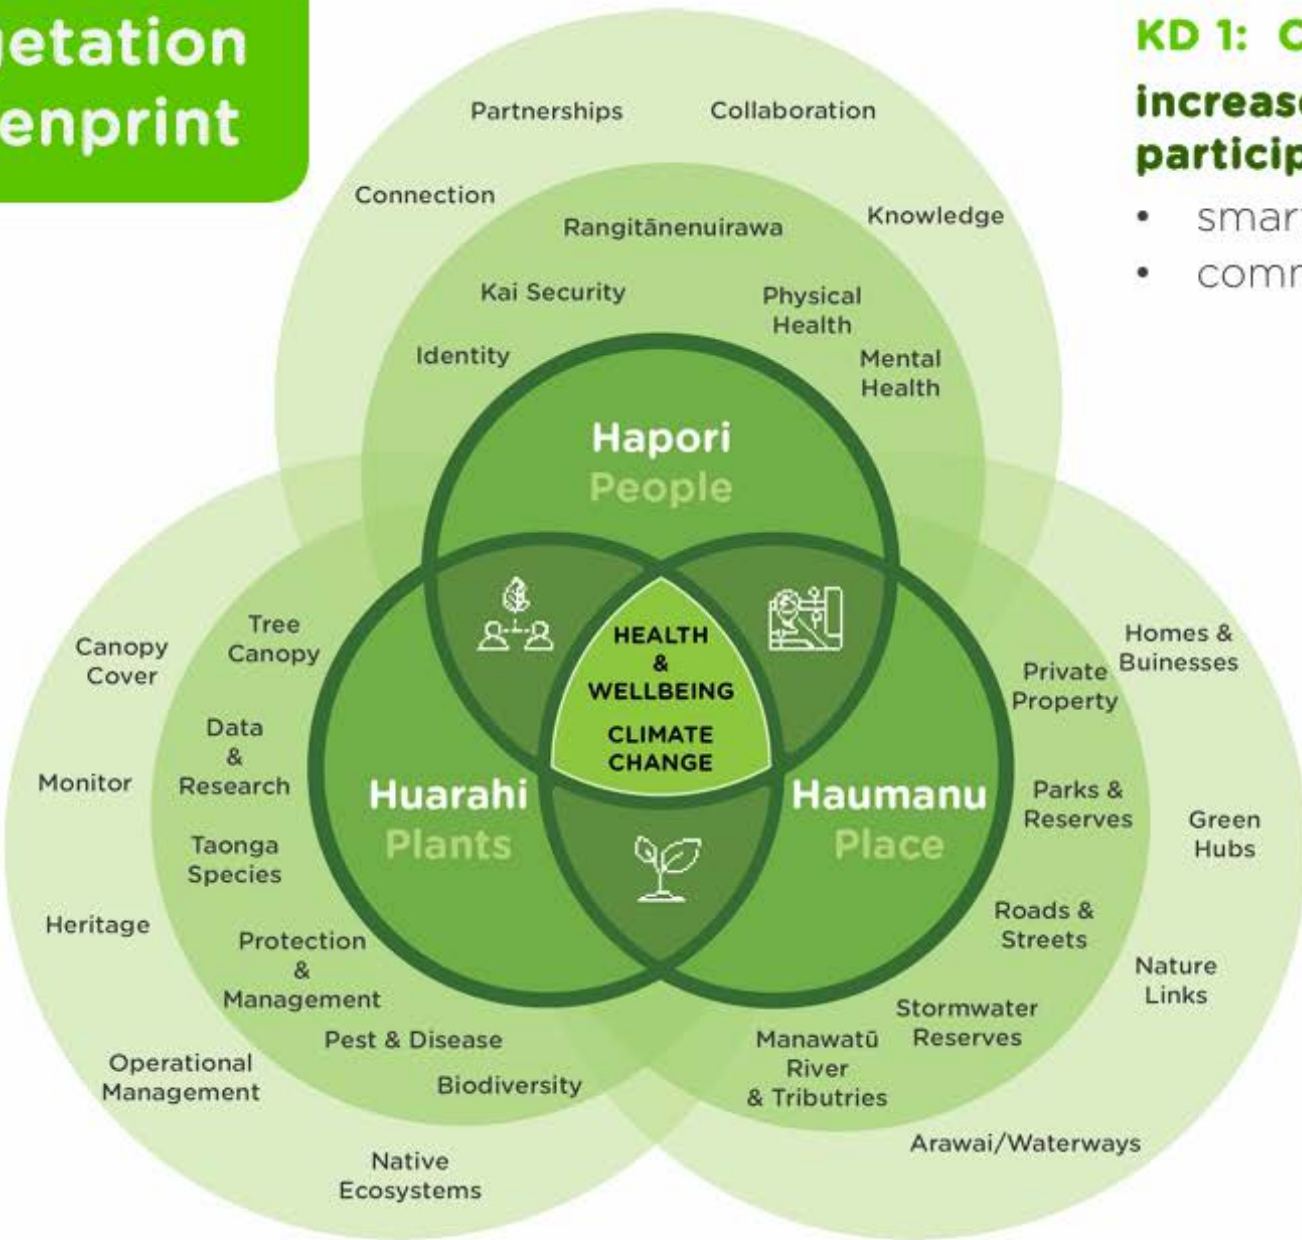 getation
enprint
KD 1: C
increase
particip
• smar
• comm
Partnerships
Collaboration
Connection
Knowledge
Rangitānenuirawa
Kai Security
Physical
Health
Identity
Mental
Health
Hapori
People
HEALTH
&
WELLBEING
CLIMATE
CHANGE
Huarahi
Plants
Haumanu
Place
Canopy
Cover
Tree
Canopy
Data
&
Research
Monitor
Taonga
Species
Heritage
Protection
&
Management
Pest & Disease
Operational
Management
Biodiversity
Native
Ecosystems
Homes &
Buinesses
Private
Property
Parks &
Reserves
Green
Hubs
Roads &
Streets
Nature
Links
Stormwater
Reserves
Manawatū
River
& Tributries
Arawai/Waterways